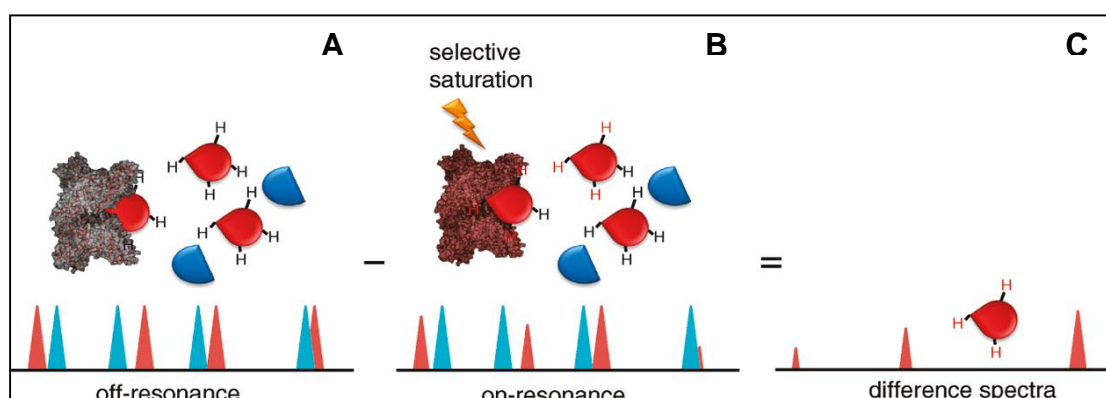 A
B
C
selective
saturation
H H
H H H H H H
H H H H
H H H H H H
H H
− =
H
H
H
off-resonance
on-resonance
difference spectra